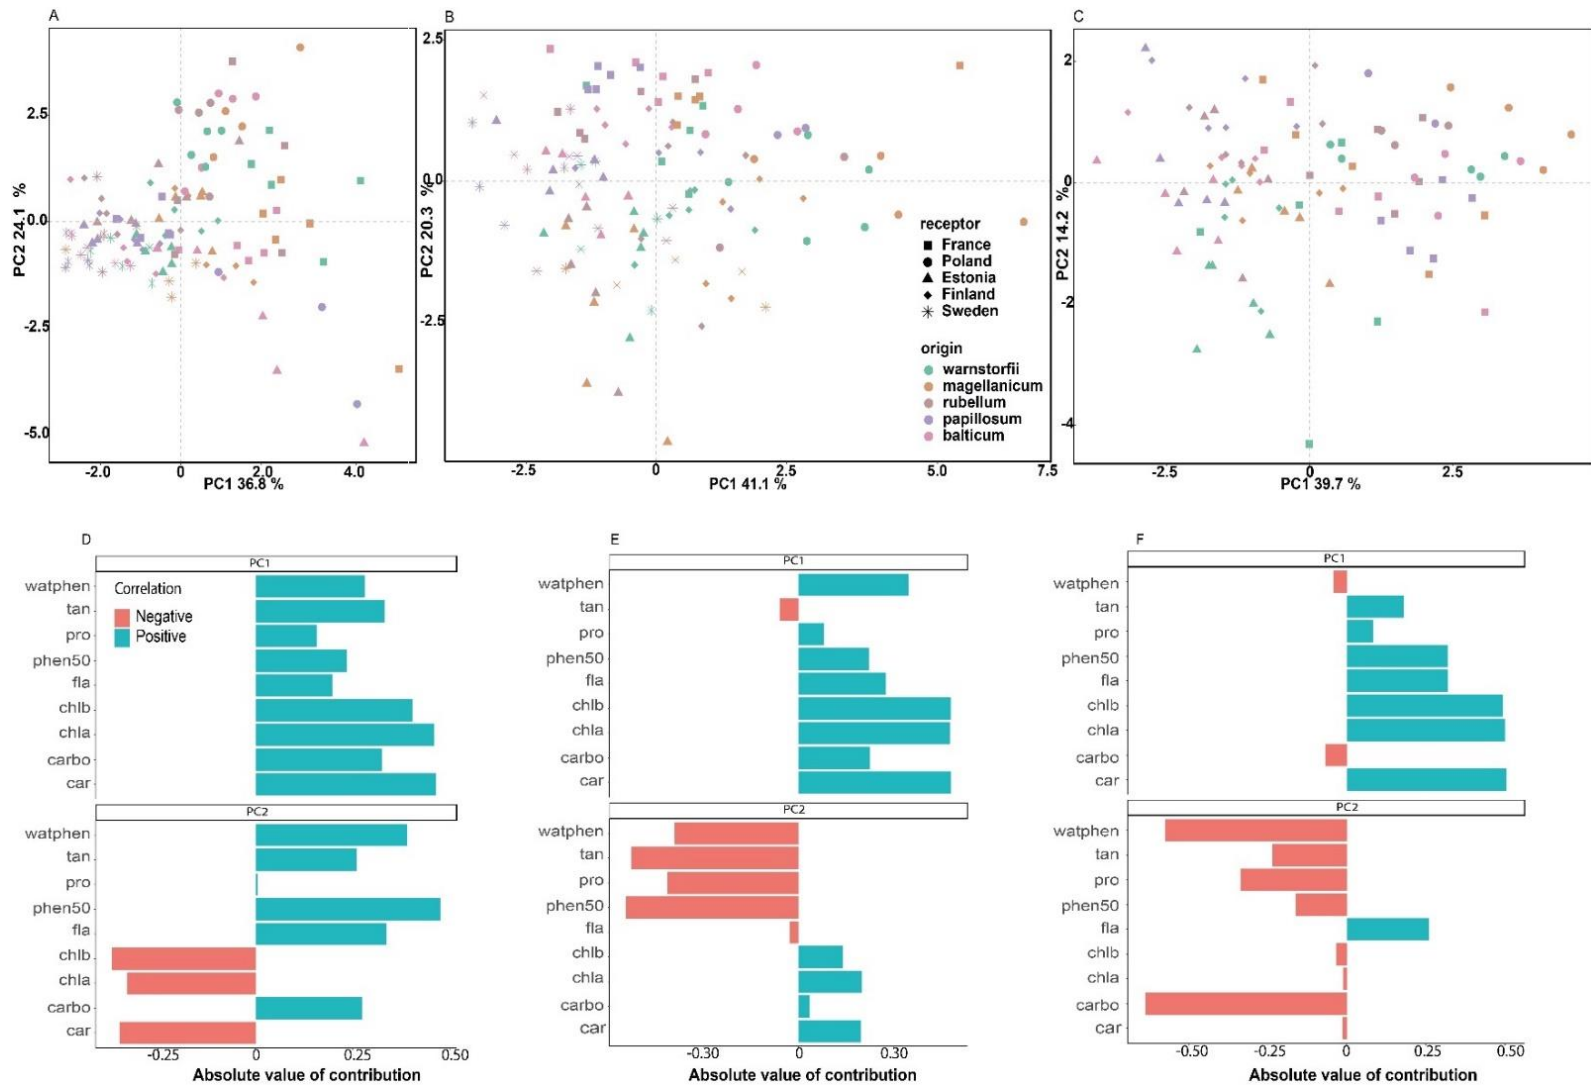 A
B
C
2.5
0.0
-2.5
-5.0
PC2 24.1 %
-2.0
0
2.0
4.0
PC1 36.8 %
2.5
0.0
-2.5
PC2 20.3 %
-2.5
0
2.5
5.0
7.5
PC1 41.1 %
receptor
France
Poland
Estonia
Finland
Sweden
origin
warnstorfii
magellanicum
rubellum
papillosum
balticum
2
0
-2
-4
PC2 14.2 %
-2.5
0
2.5
PC1 39.7 %
D
PC1
Correlation
Negative
Positive
watphen
tan
pro
phen50
fla
chlb
chla
carbo
car
PC2
watphen
tan
pro
phen50
fla
chlb
chla
carbo
car
-0.25
0
0.50
Absolute value of contribution
E
PC1
watphen
tan
pro
phen50
fla
chlb
chla
carbo
car
PC2
watphen
tan
pro
phen50
fla
chlb
chla
carbo
car
-0.30
0
0.30
Absolute value of contribution
F
PC1
watphen
tan
pro
phen50
fla
chlb
chla
carbo
car
PC2
watphen
tan
pro
phen50
fla
chlb
chla
carbo
car
-0.50
-0.25
0
0.25
0.50
Absolute value of contribution